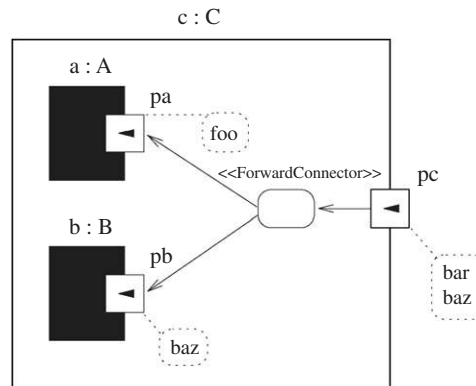 c : C
a : A
pa
foo
<<ForwardConnector>>
pc
b : B
pb
bar
baz
baz